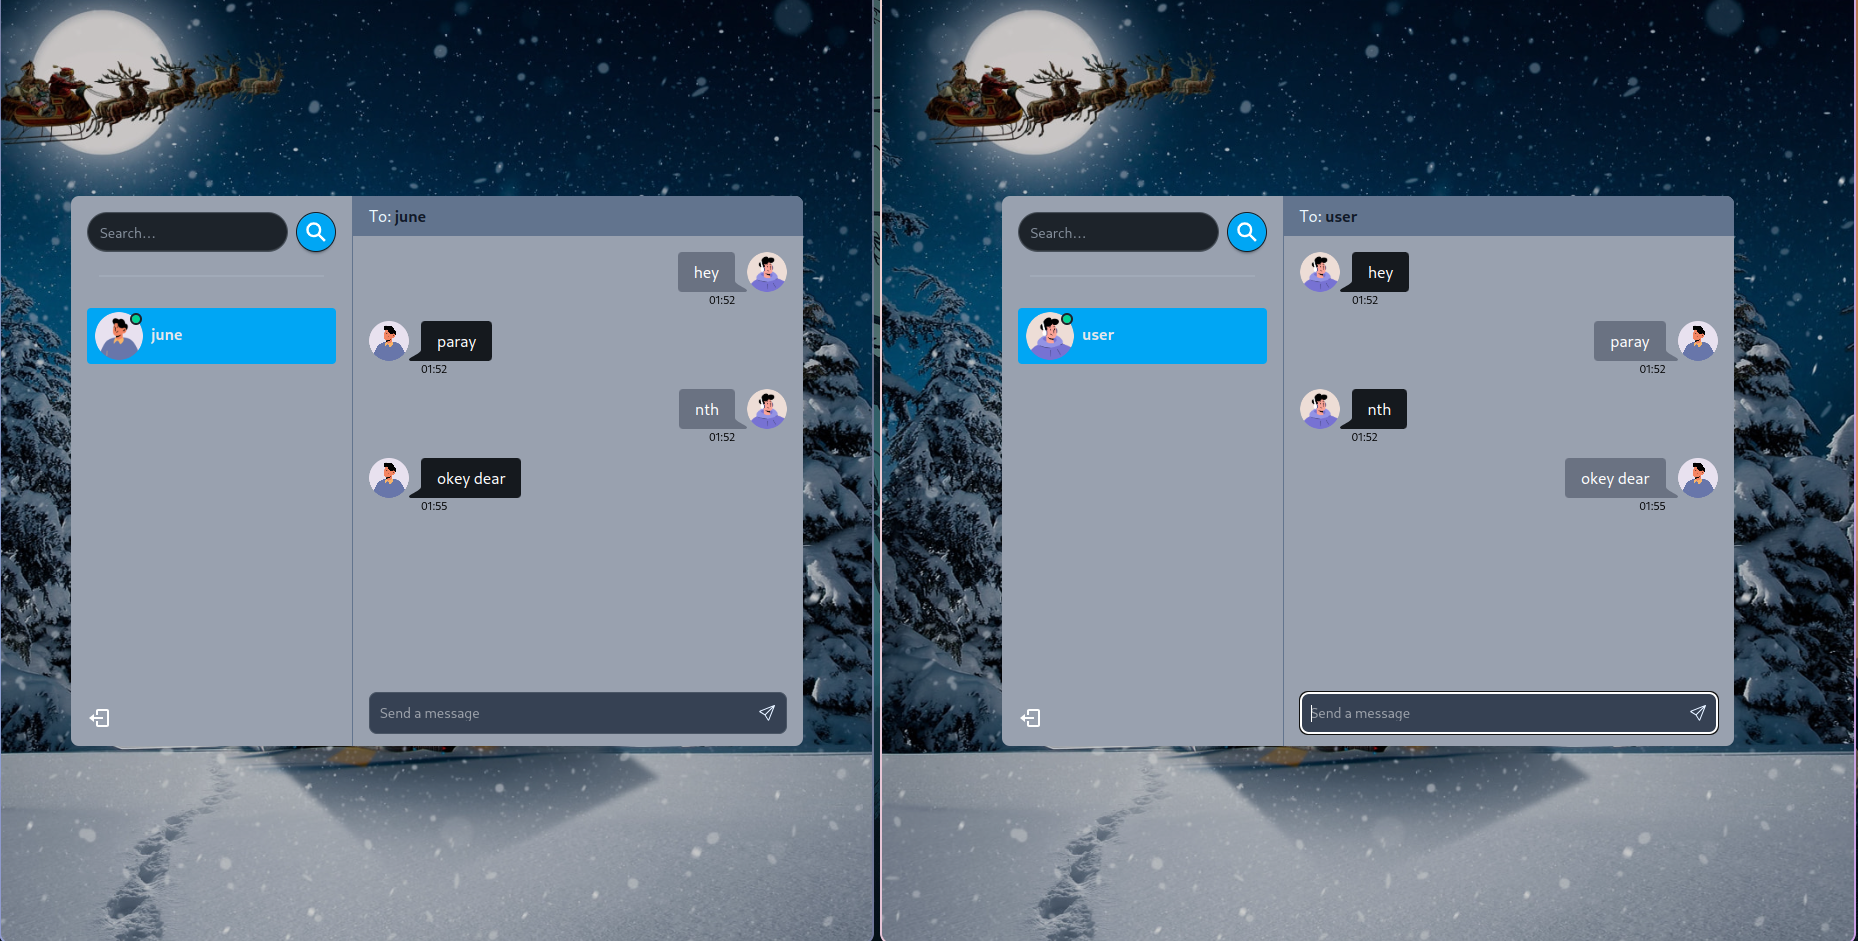 Search…
june
To: june
hey
01:52
paray
01:52
nth
01:52
okey dear
01:55
Send a message
Search…
user
To: user
hey
01:52
paray
01:52
nth
01:52
okey dear
01:55
Send a message